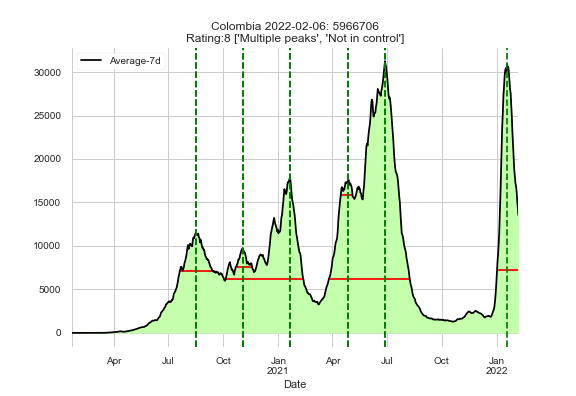 Colombia 2022-02-06: 5966706
Rating:8 ['Multiple peaks', 'Not in control']
Average-7d
30000
25000
20000
15000
10000
5000
0
Apr Jul Oct Jan Apr Jul Oct Jan
2021 2022
Date